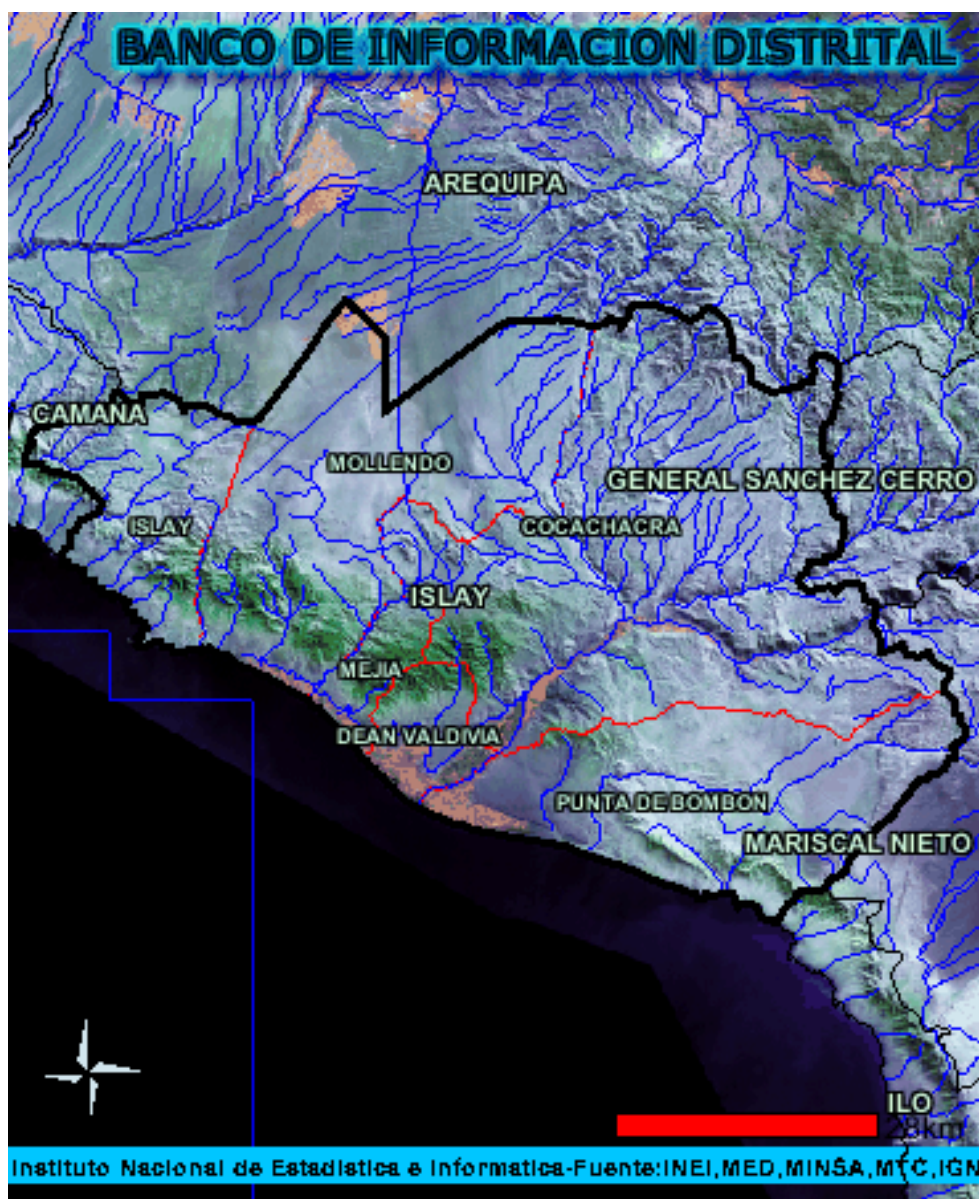 BANCO DE INFORMACION DISTRITAL
AREQUIPA
CAMANA
MOLLENDO
GENERAL SANCHEZ CERRO
ISLAY
COCACHACRA
ISLAY
MEJIA
DEAN VALDIVIA
PUNTA DE BOMBON
MARISCAL NIETO
ILO
28km
Instituto Nacional de Estadistica e Informatica-Fuente:INEI,MED,MINSA,MTC,IGN